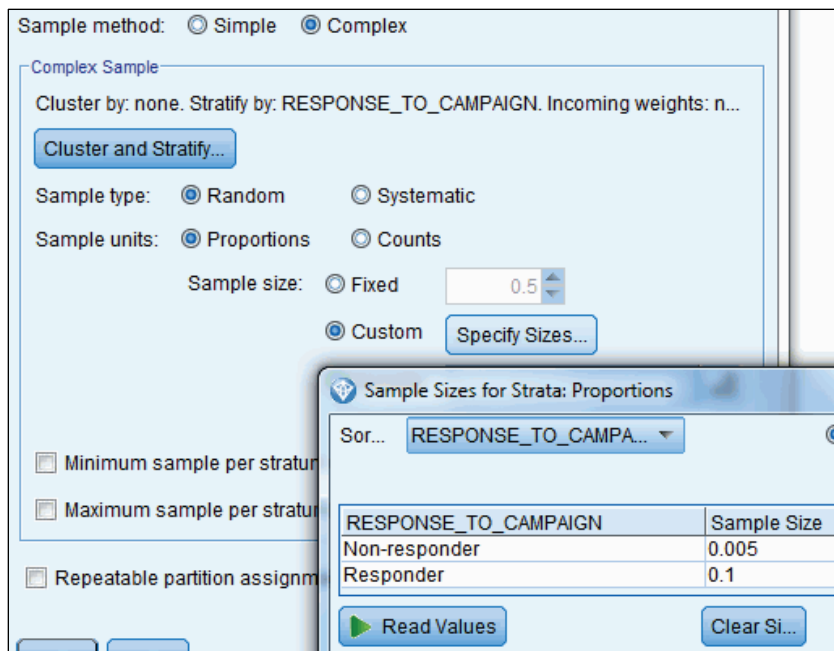 Sample method: Simple Complex
Complex Sample
Cluster by: none. Stratify by: RESPONSE_TO_CAMPAIGN. Incoming weights: n...
Cluster and Stratify...
Sample type: Random Systematic
Sample units: Proportions Counts
Sample size: Fixed 0.5
Custom Specify Sizes...
Sample Sizes for Strata: Proportions
Sor... RESPONSE_TO_CAMPA...
Minimum sample per stratum
Maximum sample per stratum
RESPONSE_TO_CAMPAIGN Sample Size
Non-responder 0.005
Responder 0.1
Repeatable partition assignm
Read Values Clear Si...